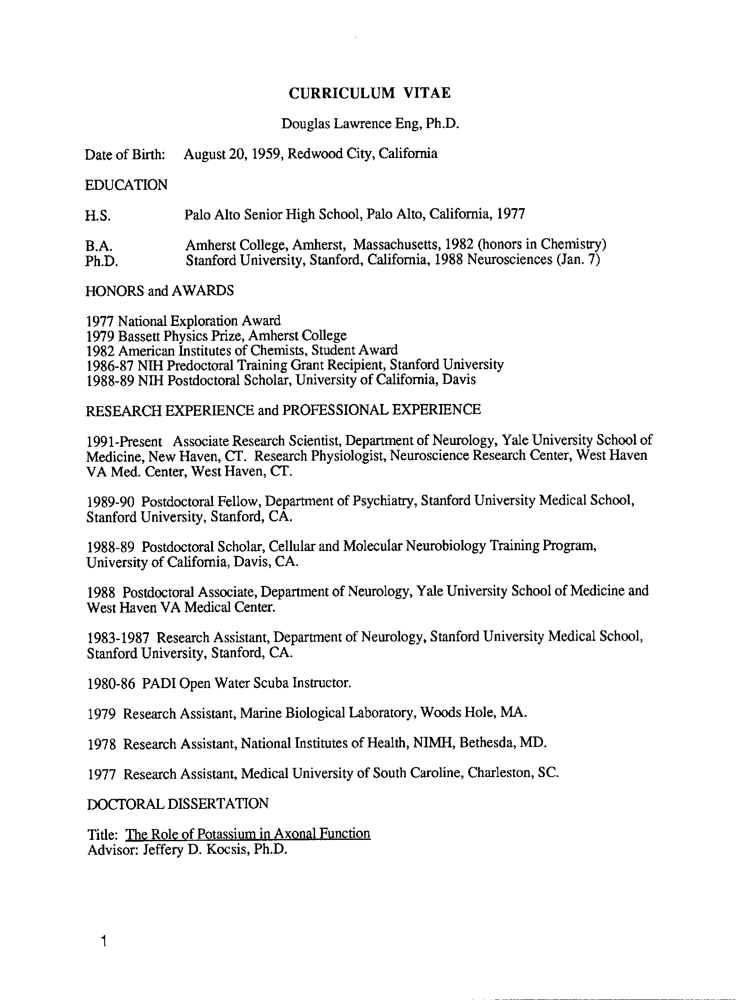 CURRICULUM VITAE
Douglas Lawrence Eng, Ph.D.
Date of Birth: August 20, 1959, Redwood City, California
EDUCATION
H.S. Palo Alto Senior High School, Palo Alto, California, 1977
B.A. Amherst College, Amherst, Massachusetts, 1982 (honors in Chemistry)
Ph.D. Stanford University, Stanford, California, 1988 Neurosciences (Jan. 7)
HONORS and AWARDS
1977 National Exploration Award
1979 Bassett Physics Prize, Amherst College
1982 American Institutes of Chemists, Student Award
1986-87 NIH Predoctoral Training Grant Recipient, Stanford University
1988-89 NIH Postdoctoral Scholar, University of California, Davis
RESEARCH EXPERIENCE and PROFESSIONAL EXPERIENCE
1991-Present Associate Research Scientist, Department of Neurology, Yale University School of
Medicine, New Haven, CT. Research Physiologist, Neuroscience Research Center, West Haven
VA Med. Center, West Haven, CT.
1989-90 Postdoctoral Fellow, Department of Psychiatry, Stanford University Medical School,
Stanford University, Stanford, CA.
1988-89 Postdoctoral Scholar, Cellular and Molecular Neurobiology Training Program,
University of California, Davis, CA.
1988 Postdoctoral Associate, Department of Neurology, Yale University School of Medicine and
West Haven VA Medical Center.
1983-1987 Research Assistant, Department of Neurology, Stanford University Medical School,
Stanford University, Stanford, CA.
1980-86 PADI Open Water Scuba Instructor.
1979 Research Assistant, Marine Biological Laboratory, Woods Hole, MA.
1978 Research Assistant, National Institutes of Health, NIMH, Bethesda, MD.
1977 Research Assistant, Medical University of South Caroline, Charleston, SC.
DOCTORAL DISSERTATION
Title: The Role of Potassium in Axonal Function
Advisor: Jeffery D. Kocsis, Ph.D.
1